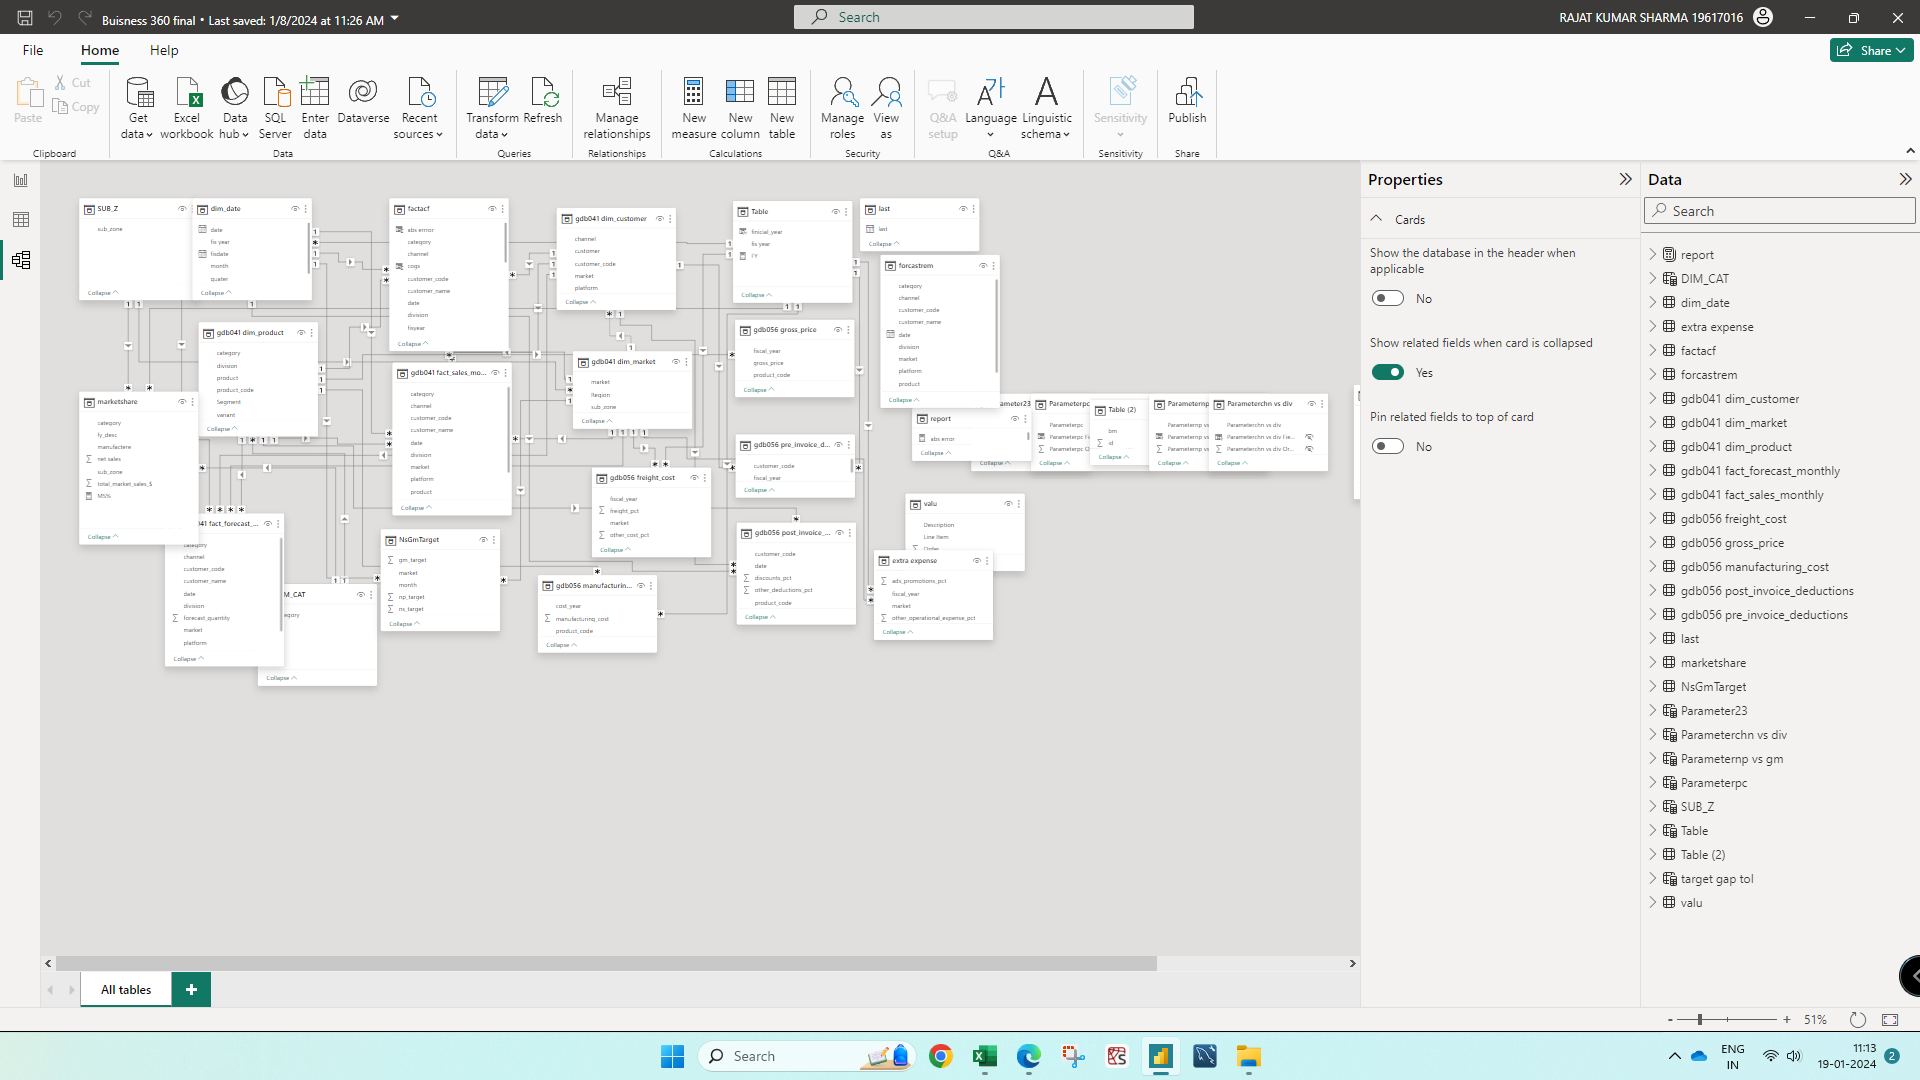 Buisness 360 final • Last saved: 1/8/2024 at 11:26 AM
Search
RAJAT KUMAR SHARMA 19617016
File
Home
Help
Share
Paste
Cut
Copy
Clipboard
Get data
Excel workbook
Data hub
SQL Server
Enter data
Dataverse
Recent sources
Data
Transform data
Refresh
Queries
Manage relationships
Relationships
New measure
New column
New table
Calculations
Manage roles
View as
Security
Q&A setup
Language
Linguistic schema
Q&A
Sensitivity
Sensitivity
Publish
Share
SUB_Z
sub_zone
Collapse
dim_date
date
fis year
fisdate
month
quater
Collapse
factacf
abs errror
category
channel
cogs
customer_code
customer_name
date
division
fisyear
Collapse
gdb041 dim_customer
channel
customer
customer_code
market
platform
Collapse
Table
finicial_year
fis year
Collapse
last
last
Collapse
forcastrem
category
channel
customer_code
customer_name
date
division
market
platform
product
Collapse
gdb041 dim_product
category
division
product
product_code
Segment
variant
Collapse
gdb041 fact_sales_mo...
category
channel
customer_code
customer_name
date
division
market
platform
product
Collapse
gdb041 dim_market
market
Region
sub_zone
Collapse
gdb056 gross_price
fiscal_year
gross_price
product_code
Collapse
marketshare
category
fy_desc
manufacturere
net sales
sub_zone
total_market_sales_$
MS%
Collapse
report
abs error
Collapse
ameter23
Collapse
Parameterpc
Parameterpc
Collapse
Table (2)
bm
id
Collapse
Parameternp
Collapse
Parameterchn vs div
Parameterchn vs div
Parameterchn vs div Fie...
Parameterchn vs div Or...
Collapse
gdb056 pre_invoice_d...
customer_code
fiscal_year
Collapse
gdb056 freight_cost
fiscal_year
freight_pct
market
other_cost_pct
Collapse
valu
Description
Line Item
Order
41 fact_forecast_...
category
channel
customer_code
customer_name
date
division
forecast_quantity
market
platform
Collapse
M_CAT
tegory
Collapse
NsGmTarget
gm_target
market
month
np_target
ns_target
Collapse
gdb056 manufacturin...
cost_year
manufacturing_cost
product_code
Collapse
gdb056 post_invoice_...
customer_code
date
discounts_pct
other_deductions_pct
product_code
Collapse
extra expense
ads_promotions_pct
fiscal_year
market
other_operational_expense_pct
Collapse
All tables
Properties
Cards
Show the database in the header when
applicable
No
Show related fields when card is collapsed
Yes
Pin related fields to top of card
No
Data
Search
report
DIM_CAT
dim_date
extra expense
factacf
forcastrem
gdb041 dim_customer
gdb041 dim_market
gdb041 dim_product
gdb041 fact_forecast_monthly
gdb041 fact_sales_monthly
gdb056 freight_cost
gdb056 gross_price
gdb056 manufacturing_cost
gdb056 post_invoice_deductions
gdb056 pre_invoice_deductions
last
marketshare
NsGmTarget
Parameter23
Parameterchn vs div
Parameternp vs gm
Parameterpc
SUB_Z
Table
Table (2)
target gap tol
valu
51%
Search
ENG
IN
11:13
19-01-2024
2